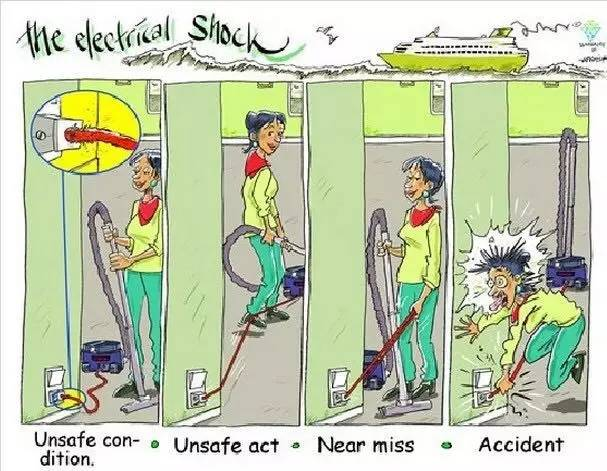 the electrical Shock
Unsafe con-
dition.
Unsafe act
Near miss
Accident